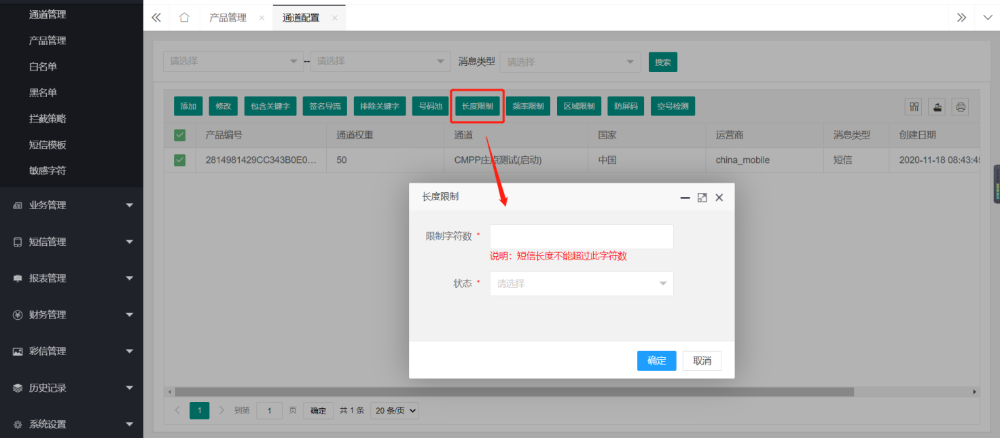 通道管理
产品管理
白名单
黑名单
拦截策略
短信模板
敏感字符
业务管理
短信管理
报表管理
财务管理
彩信管理
历史记录
系统设置
产品管理
通道配置
请选择 -- 请选择 消息类型 请选择 搜索
添加 修改 包含关键字 签名导流 排除关键字 号码池 长度限制 频率限制 区域限制 防屏码 空号检测
产品编号 通道权重 通道 国家 运营商 消息类型 创建日期
2814981429CC343B0E0... 50 CMPP庄点测试(启动) 中国 china_mobile 短信 2020-11-18 08:43:45
长度限制
限制字符数 *
说明：短信长度不能超过此字符数
状态 * 请选择
确定 取消
1 到第 1 页 确定 共 1 条 20 条/页